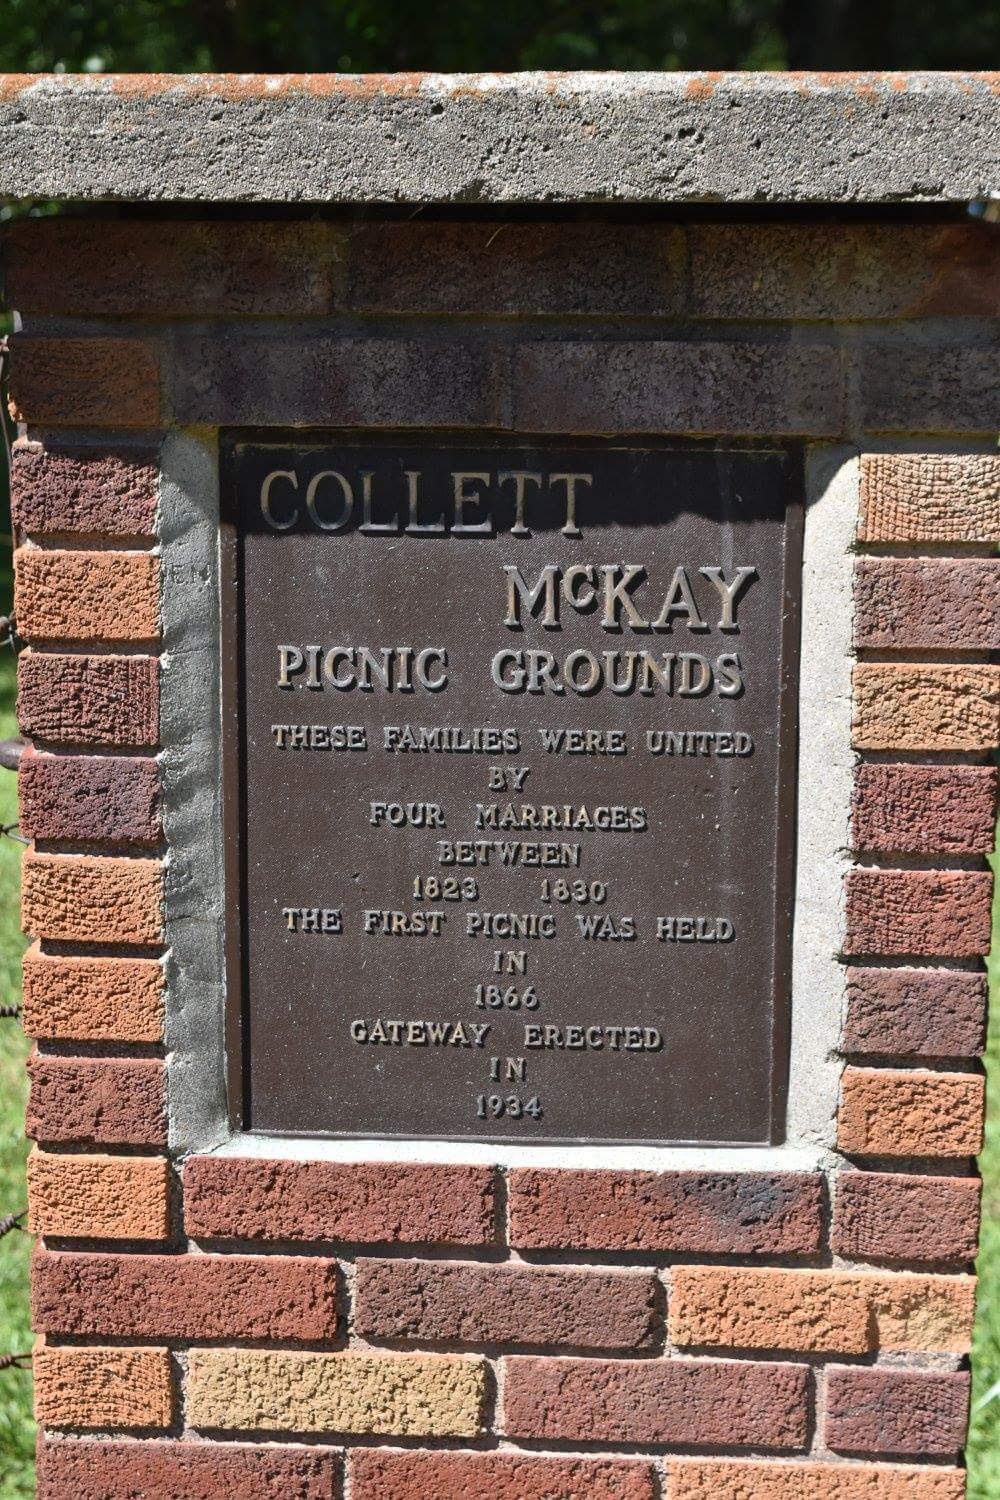 COLLETT
McKAY
PICNIC GROUNDS
THESE FAMILIES WERE UNITED
BY
FOUR MARRIAGES
BETWEEN
1823 1830
THE FIRST PICNIC WAS HELD
IN
1866
GATEWAY ERECTED
IN
1934